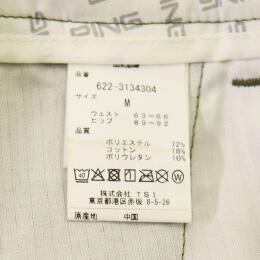 PING
品番
622-3134304
サイズ
M
ウェスト 63~66
ヒップ 89~92
品質
ポリエステル 72%
コットン 18%
ポリウレタン 10%
40
株式会社 TSI
東京都港区赤坂 8-5-26
原産地 中国